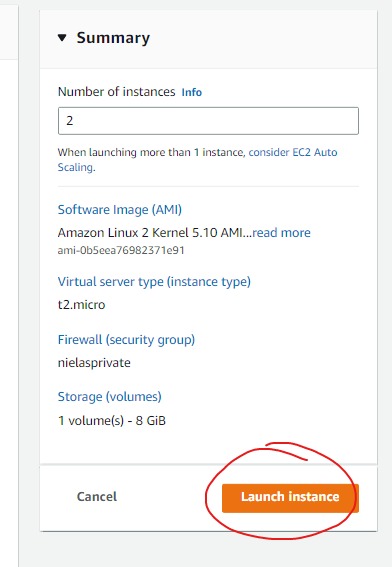 Summary
Number of instances Info
2
When launching more than 1 instance, consider EC2 Auto
Scaling.
Software Image (AMI)
Amazon Linux 2 Kernel 5.10 AMI...read more
ami-0b5eea76982371e91
Virtual server type (instance type)
t2.micro
Firewall (security group)
nielasprivate
Storage (volumes)
1 volume(s) - 8 GiB
Cancel Launch instance